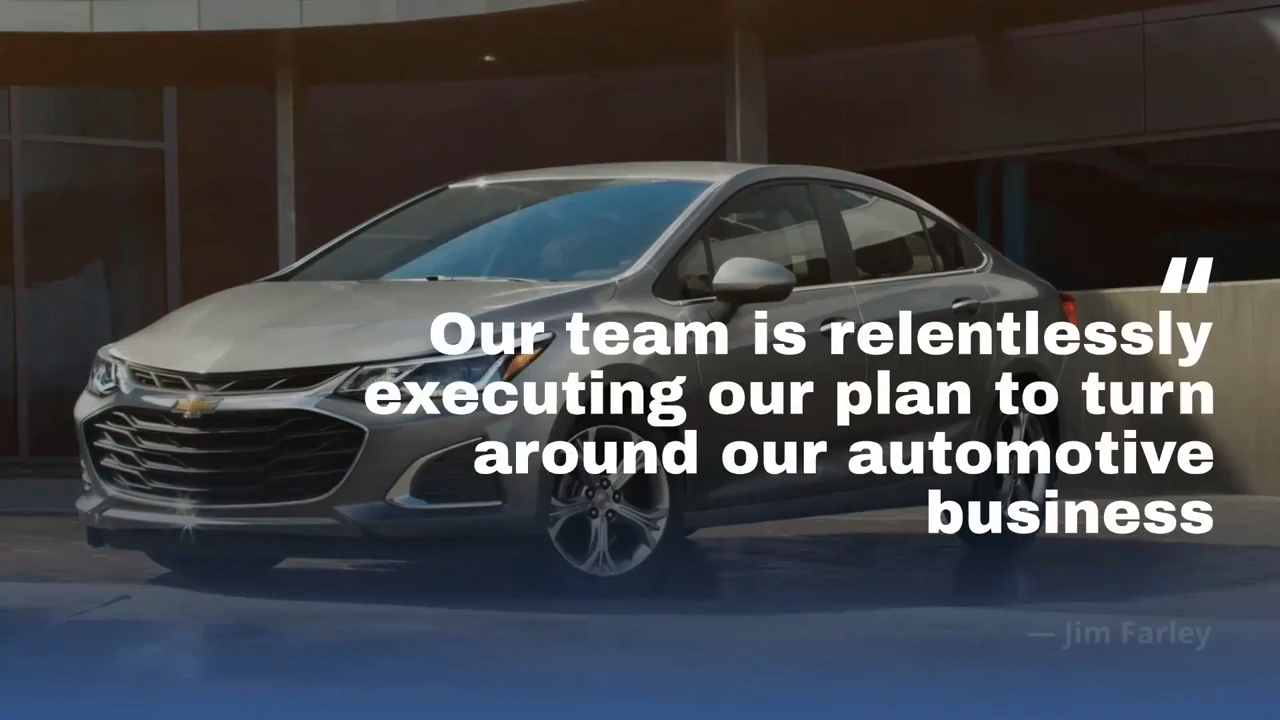 “
Our team is relentlessly
executing our plan to turn
around our automotive
business
— Jim Farley